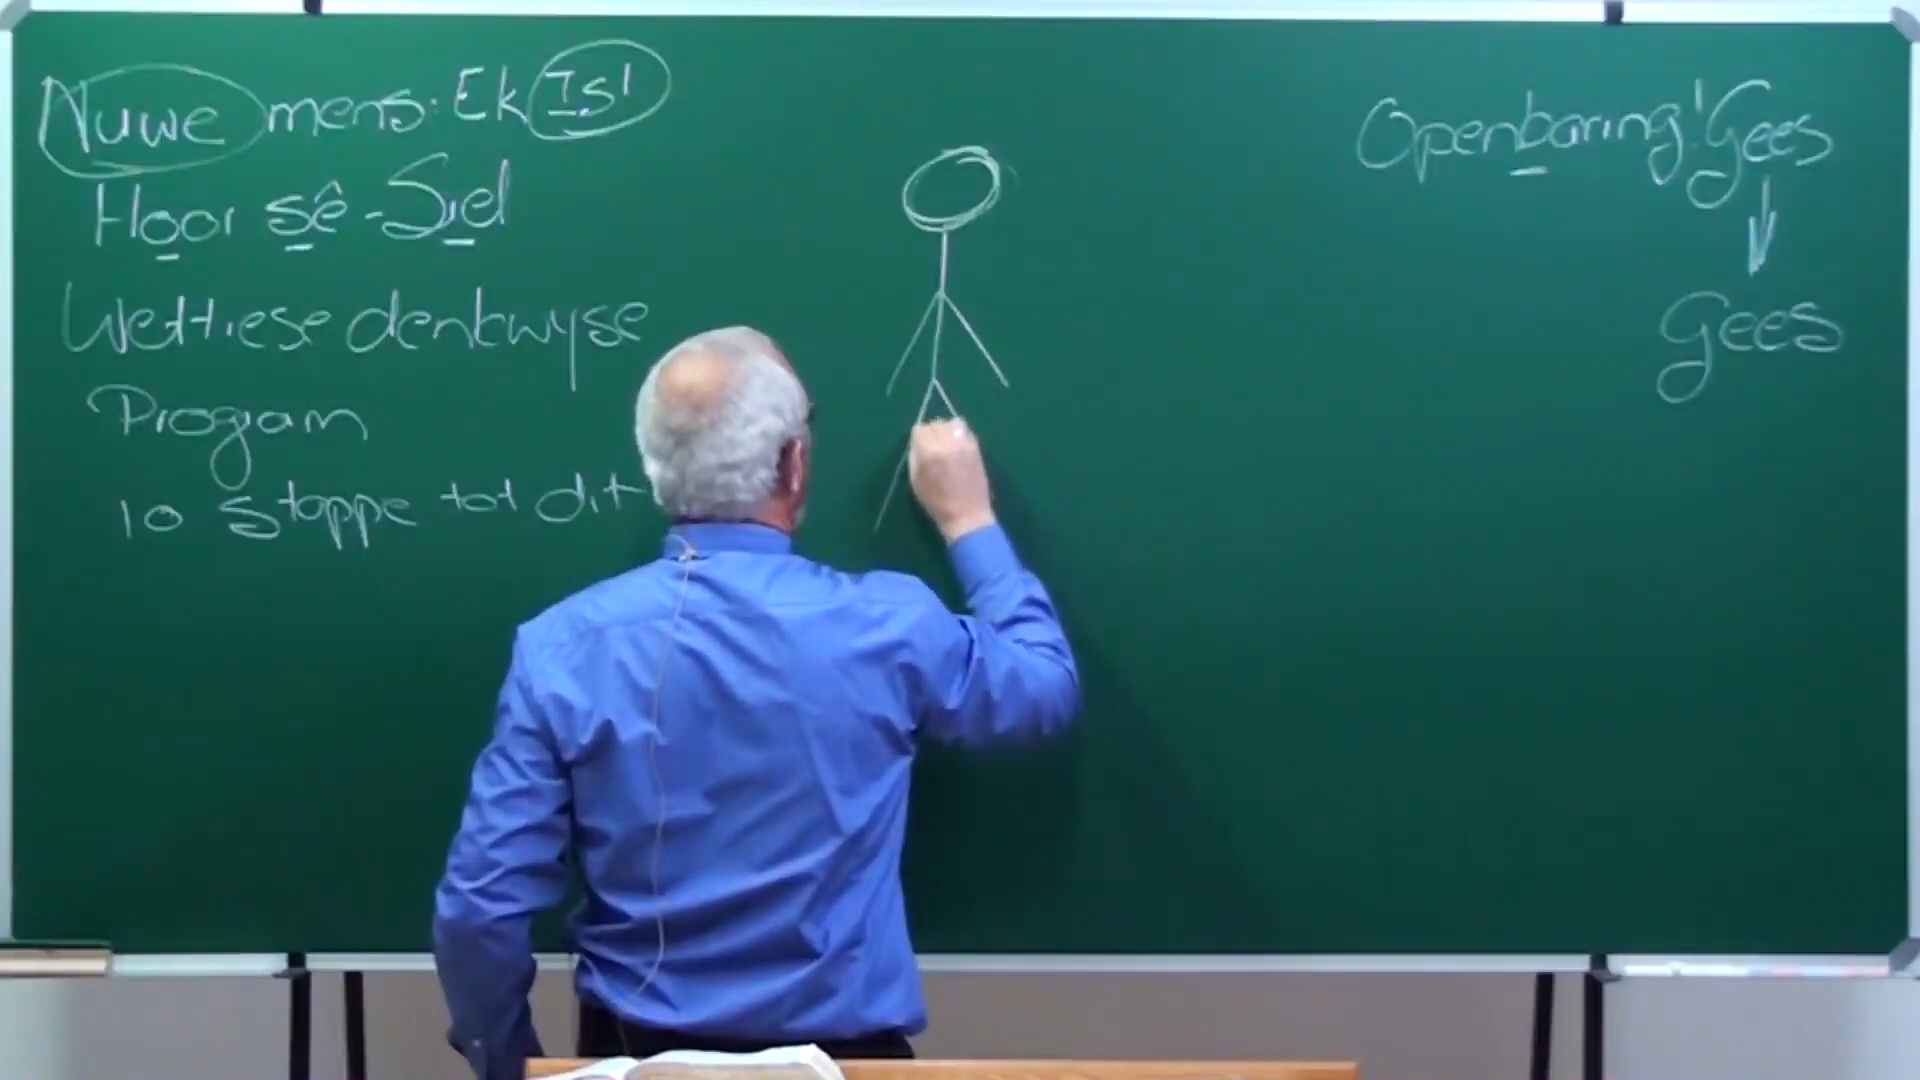 Nuwe mens: Ek Is!
Hoor sê - Siel
Wettiese denkwyse
Program
10 Stappe tot dit
Openbaring! Gees
Gees